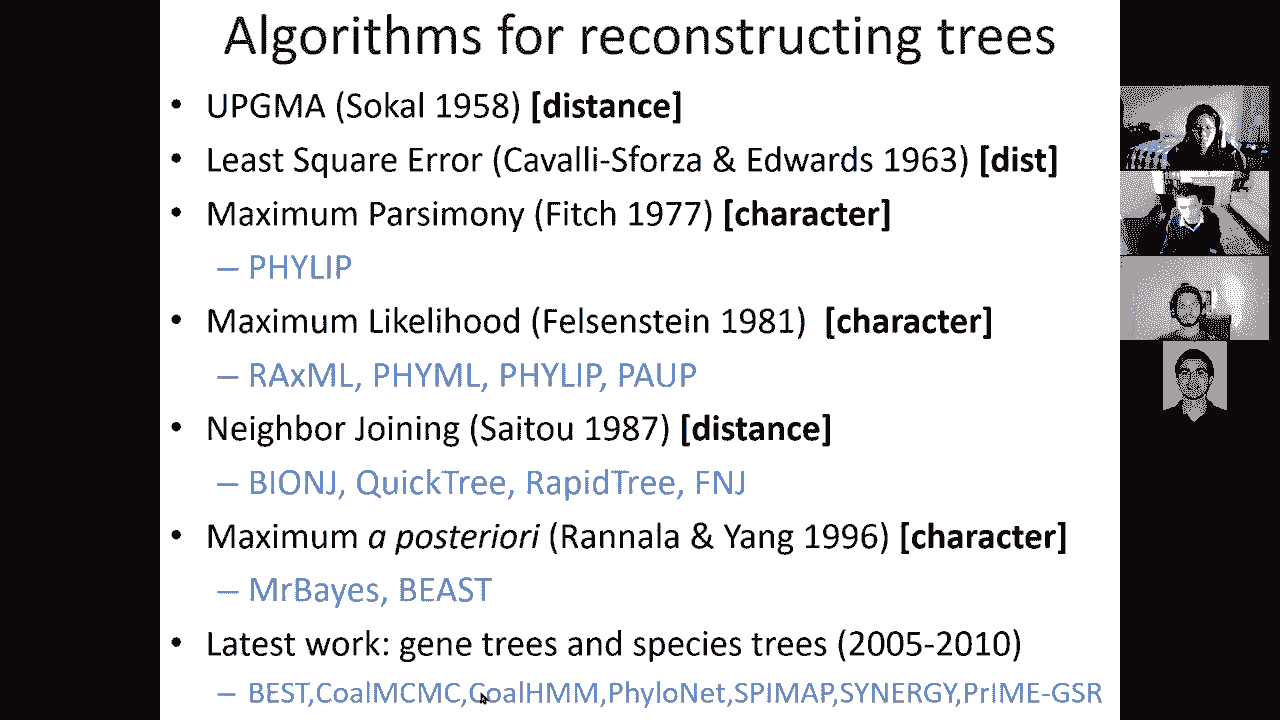 Algorithms for reconstructing trees
• UPGMA (Sokal 1958) [distance]
• Least Square Error (Cavalli-Sforza & Edwards 1963) [dist]
• Maximum Parsimony (Fitch 1977) [character]
– PHYLIP
• Maximum Likelihood (Felsenstein 1981) [character]
– RAxML, PHYML, PHYLIP, PAUP
• Neighbor Joining (Saitou 1987) [distance]
– BIONJ, QuickTree, RapidTree, FNJ
• Maximum a posteriori (Rannala & Yang 1996) [character]
– MrBayes, BEAST
• Latest work: gene trees and species trees (2005-2010)
– BEST,CoalMCMC,CoalHMM,PhyloNet,SPIMAP,SYNERGY,PrIME-GSR